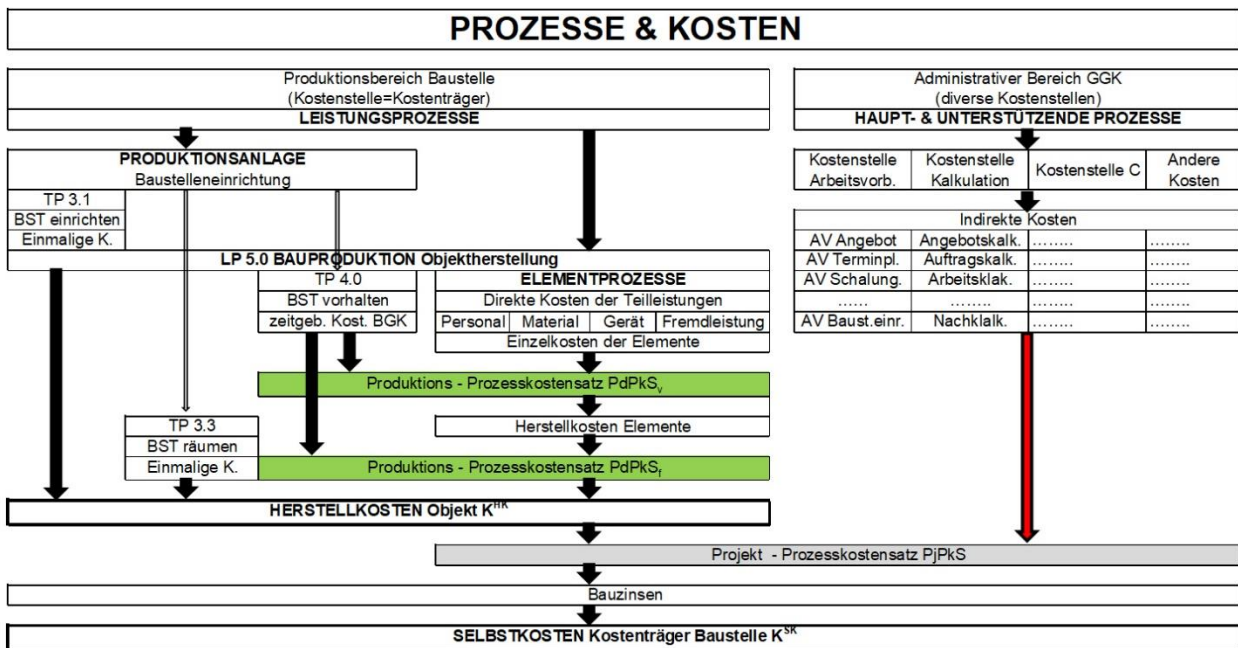 PROZESSE & KOSTEN
Produktionsbereich Baustelle
(Kostenstelle=Kostenträger)
LEISTUNGSPROZESSE
Administrativer Bereich GGK
(diverse Kostenstellen)
HAUPT- & UNTERSTÜTZENDE PROZESSE
PRODUKTIONSANLAGE
Baustelleneinrichtung
TP 3.1
BST einrichten
Einmalige K.
Kostenstelle Arbeitsvorb.
Kostenstelle Kalkulation
Kostenstelle C
Andere Kosten
Indirekte Kosten
AV Angebot Angebotskalk. ........ ........
AV Terminpl. Auftragskalk. ........ ........
AV Schalung. Arbeitsklak. ........ ........
...... ........ ........ ........
AV Baust.einr. Nachklalk. ........ ........
LP 5.0 BAUPRODUKTION Objektherstellung
TP 4.0
BST vorhalten
zeitgeb. Kost. BGK
ELEMENTPROZESSE
Direkte Kosten der Teilleistungen
Personal Material Gerät Fremdleistung
Einzelkosten der Elemente
Produktions - Prozesskostensatz PdPkSv
Herstellkosten Elemente
TP 3.3
BST räumen
Einmalige K.
Produktions - Prozesskostensatz PdPkSf
HERSTELLKOSTEN Objekt K^HK
Projekt - Prozesskostensatz PjPkS
Bauzinsen
SELBSTKOSTEN Kostenträger Baustelle K^SK